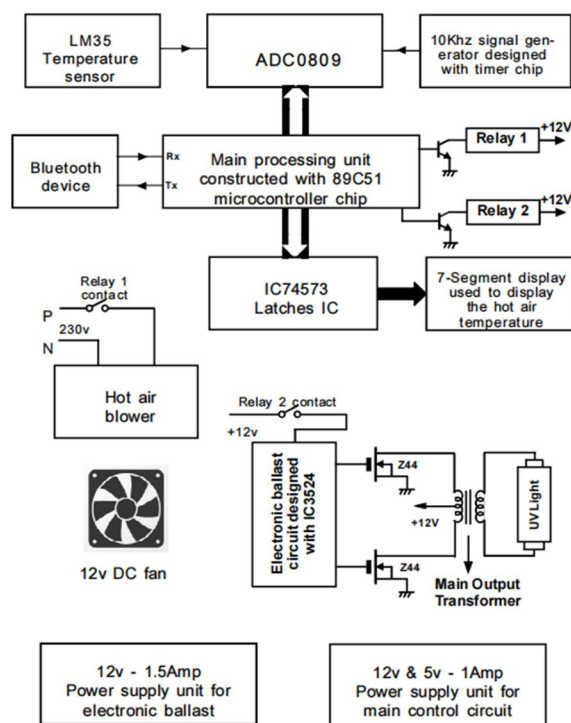 LM35
Temperature
sensor
ADC0809
10Khz signal gen-
erator designed
with timer chip
Bluetooth
device
Rx
Tx
Main processing unit
constructed with 89C51
microcontroller chip
Relay 1
+12V
Relay 2
+12V
IC74573
Latches IC
7-Segment display
used to display
the hot air
temperature
Relay 1
contact
P
230v
N
Hot air
blower
12v DC fan
Relay 2 contact
+12v
Electronic ballast
circuit designed
with IC3524
Z44
Z44
+12V
UV Light
Main Output
Transformer
12v - 1.5Amp
Power supply unit for
electronic ballast
12v & 5v - 1Amp
Power supply unit for
main control circuit